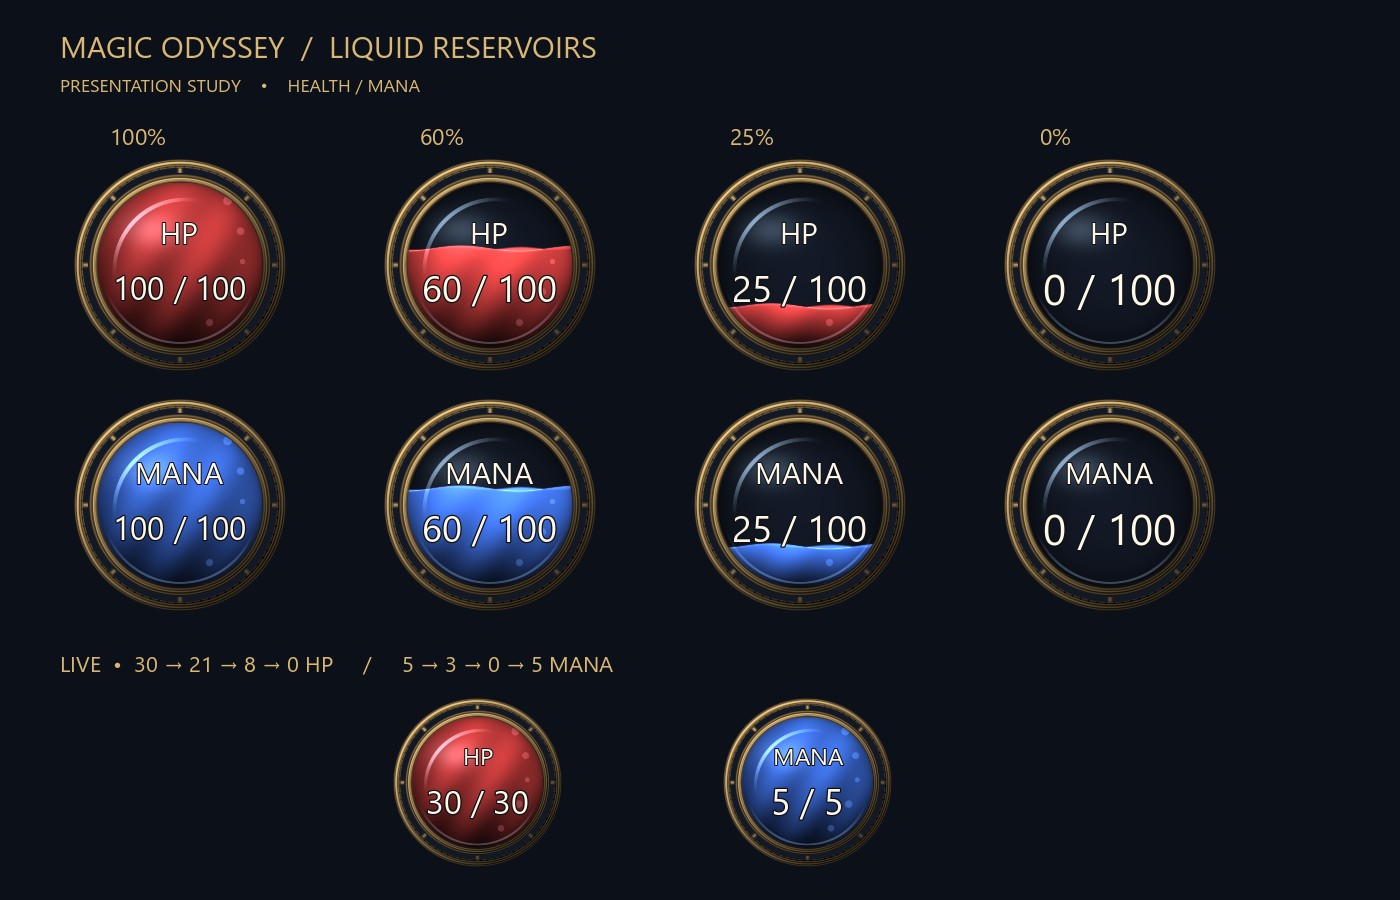 MAGIC ODYSSEY / LIQUID RESERVOIRS
PRESENTATION STUDY • HEALTH / MANA
100% 60% 25% 0%
HP HP HP HP
100 / 100 60 / 100 25 / 100 0 / 100
MANA MANA MANA MANA
100 / 100 60 / 100 25 / 100 0 / 100
LIVE • 30 → 21 → 8 → 0 HP / 5 → 3 → 0 → 5 MANA
HP MANA
30 / 30 5 / 5